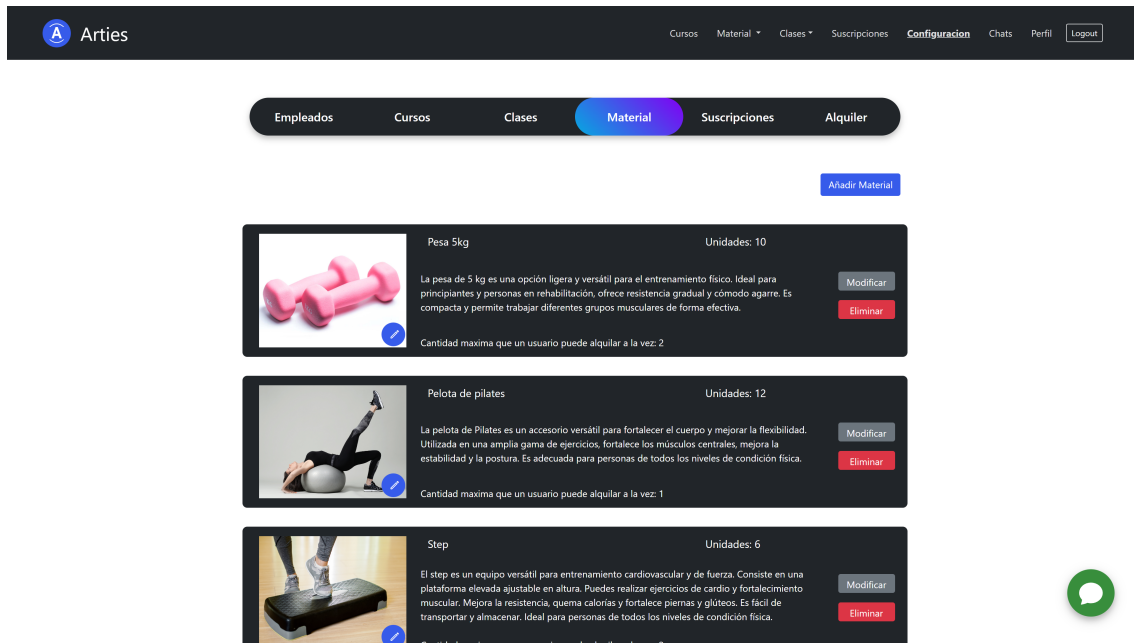 A Arties
Cursos Material Clases Suscripciones Configuracion Chats Perfil Logout
Empleados Cursos Clases Material Suscripciones Alquiler
Añadir Material
Pesa 5kg Unidades: 10
La pesa de 5 kg es una opción ligera y versátil para el entrenamiento físico. Ideal para
principiantes y personas en rehabilitación, ofrece resistencia gradual y cómodo agarre. Es
compacta y permite trabajar diferentes grupos musculares de forma efectiva.
Modificar
Eliminar
Cantidad maxima que un usuario puede alquilar a la vez: 2
Pelota de pilates Unidades: 12
La pelota de Pilates es un accesorio versátil para fortalecer el cuerpo y mejorar la flexibilidad.
Utilizada en una amplia gama de ejercicios, fortalece los músculos centrales, mejora la
estabilidad y la postura. Es adecuada para personas de todos los niveles de condición física.
Modificar
Eliminar
Cantidad maxima que un usuario puede alquilar a la vez: 1
Step Unidades: 6
El step es un equipo versátil para entrenamiento cardiovascular y de fuerza. Consiste en una
plataforma elevada ajustable en altura. Puedes realizar ejercicios de cardio y fortalecimiento
muscular. Mejora la resistencia, quema calorías y fortalece piernas y glúteos. Es fácil de
transportar y almacenar. Ideal para personas de todos los niveles de condición física.
Modificar
Eliminar